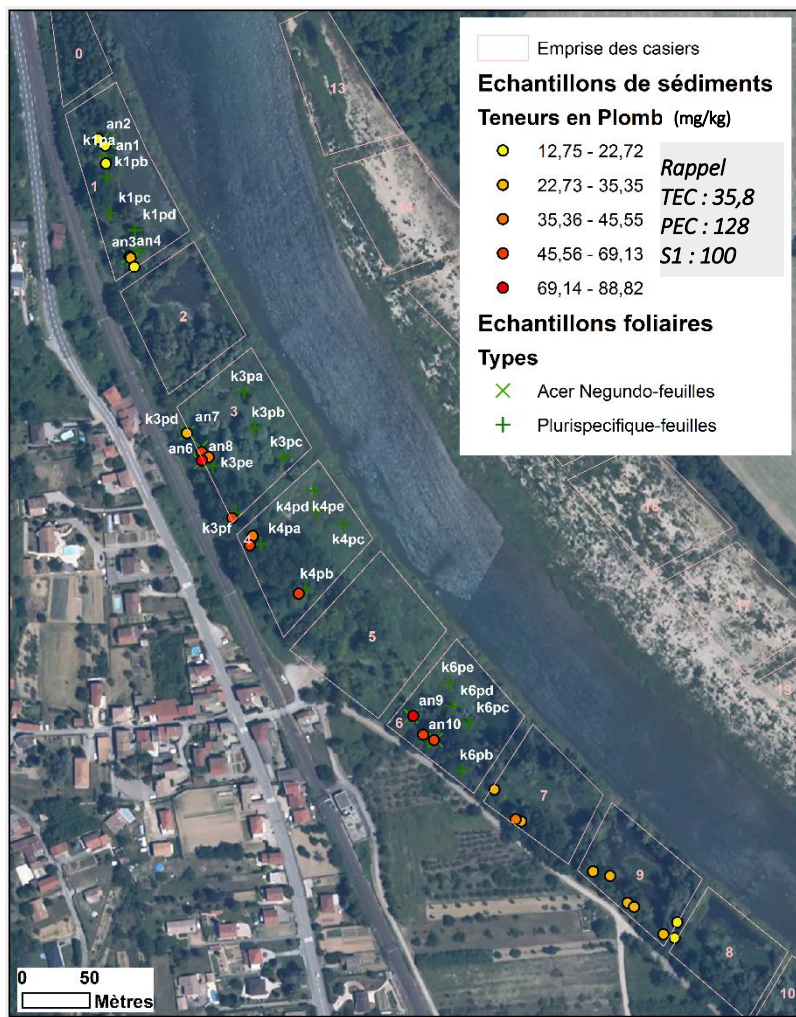 Emprise des casiers
Echantillons de sédiments
Teneurs en Plomb (mg/kg)
12,75 - 22,72
22,73 - 35,35
35,36 - 45,55
45,56 - 69,13
69,14 - 88,82
Rappel
TEC : 35,8
PEC : 128
S1 : 100
Echantillons foliaires
Types
Acer Negundo-feuilles
Plurispecifique-feuilles
0
13
an2
k1pa
an1
k1pb
1
14
k1pc
k1pd
an3
an4
2
k3pa
3
k3pd
an7
k3pb
an6
an8
k3pc
k3pe
k4pd
k4pe
16
k3pf
k4pa
k4pc
4
k4pb
17
5
k6pe
19
an9
k6pd
6
an10
k6pc
k6pb
7
9
8
10
0 50
Mètres